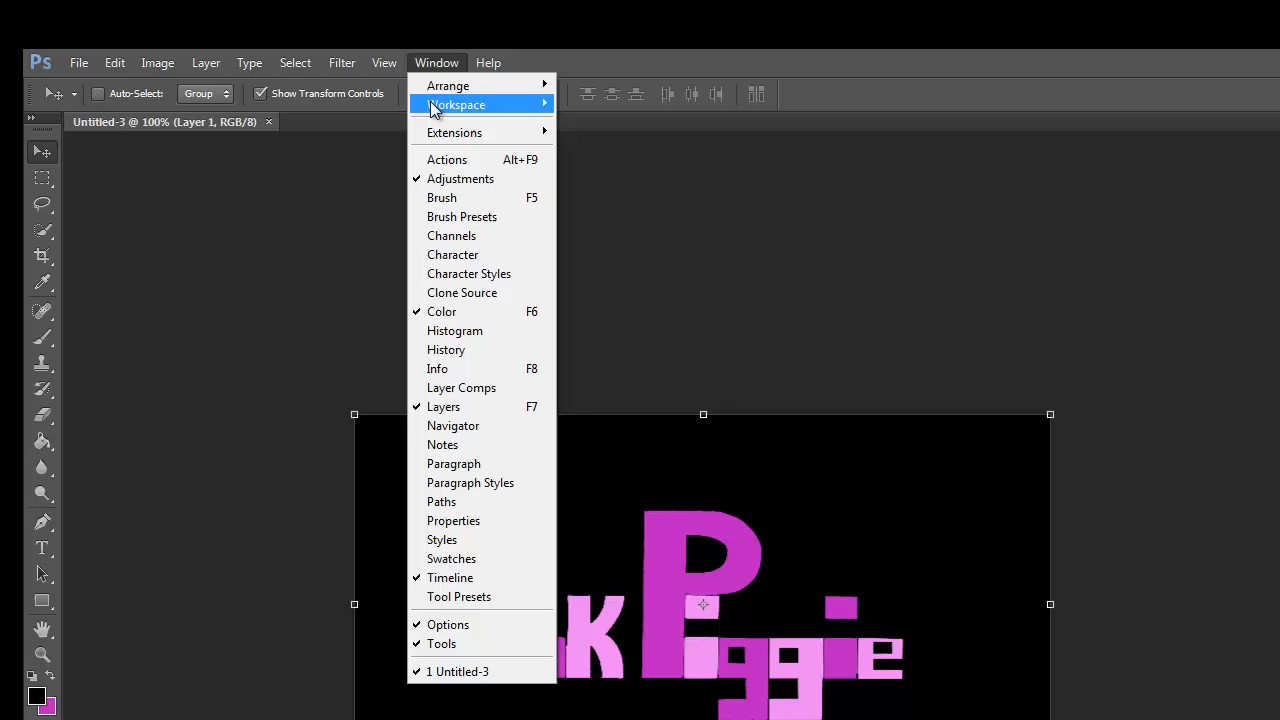 Ps File Edit Image Layer Type Select Filter View Window Help
Auto-Select: Group Show Transform Controls
Untitled-3 @ 100% (Layer 1, RGB/8) ×
Arrange
Workspace
Extensions
Actions Alt+F9
Adjustments
Brush F5
Brush Presets
Channels
Character
Character Styles
Clone Source
Color F6
Histogram
History
Info F8
Layer Comps
Layers F7
Navigator
Notes
Paragraph
Paragraph Styles
Paths
Properties
Styles
Swatches
Timeline
Tool Presets
Options
Tools
1 Untitled-3
k Piggie